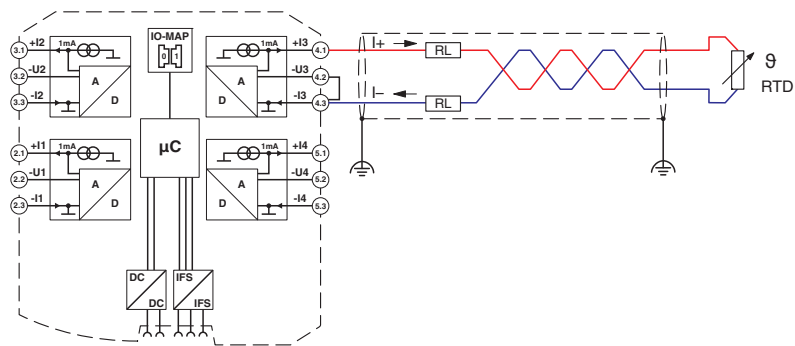 3.1 +I2 1mA
IO-MAP
0 1
1mA +I3 4.1
I+ RL
3.2 -U2 A
A -U3 4.2
ϑ
RTD
3.3 -I2 D
D -I3 4.3
I- RL
2.1 +I1 1mA
µC
1mA +I4 5.1
2.2 -U1 A
A -U4 5.2
2.3 -I1 D
D -I4 5.3
DC IFS
DC IFS